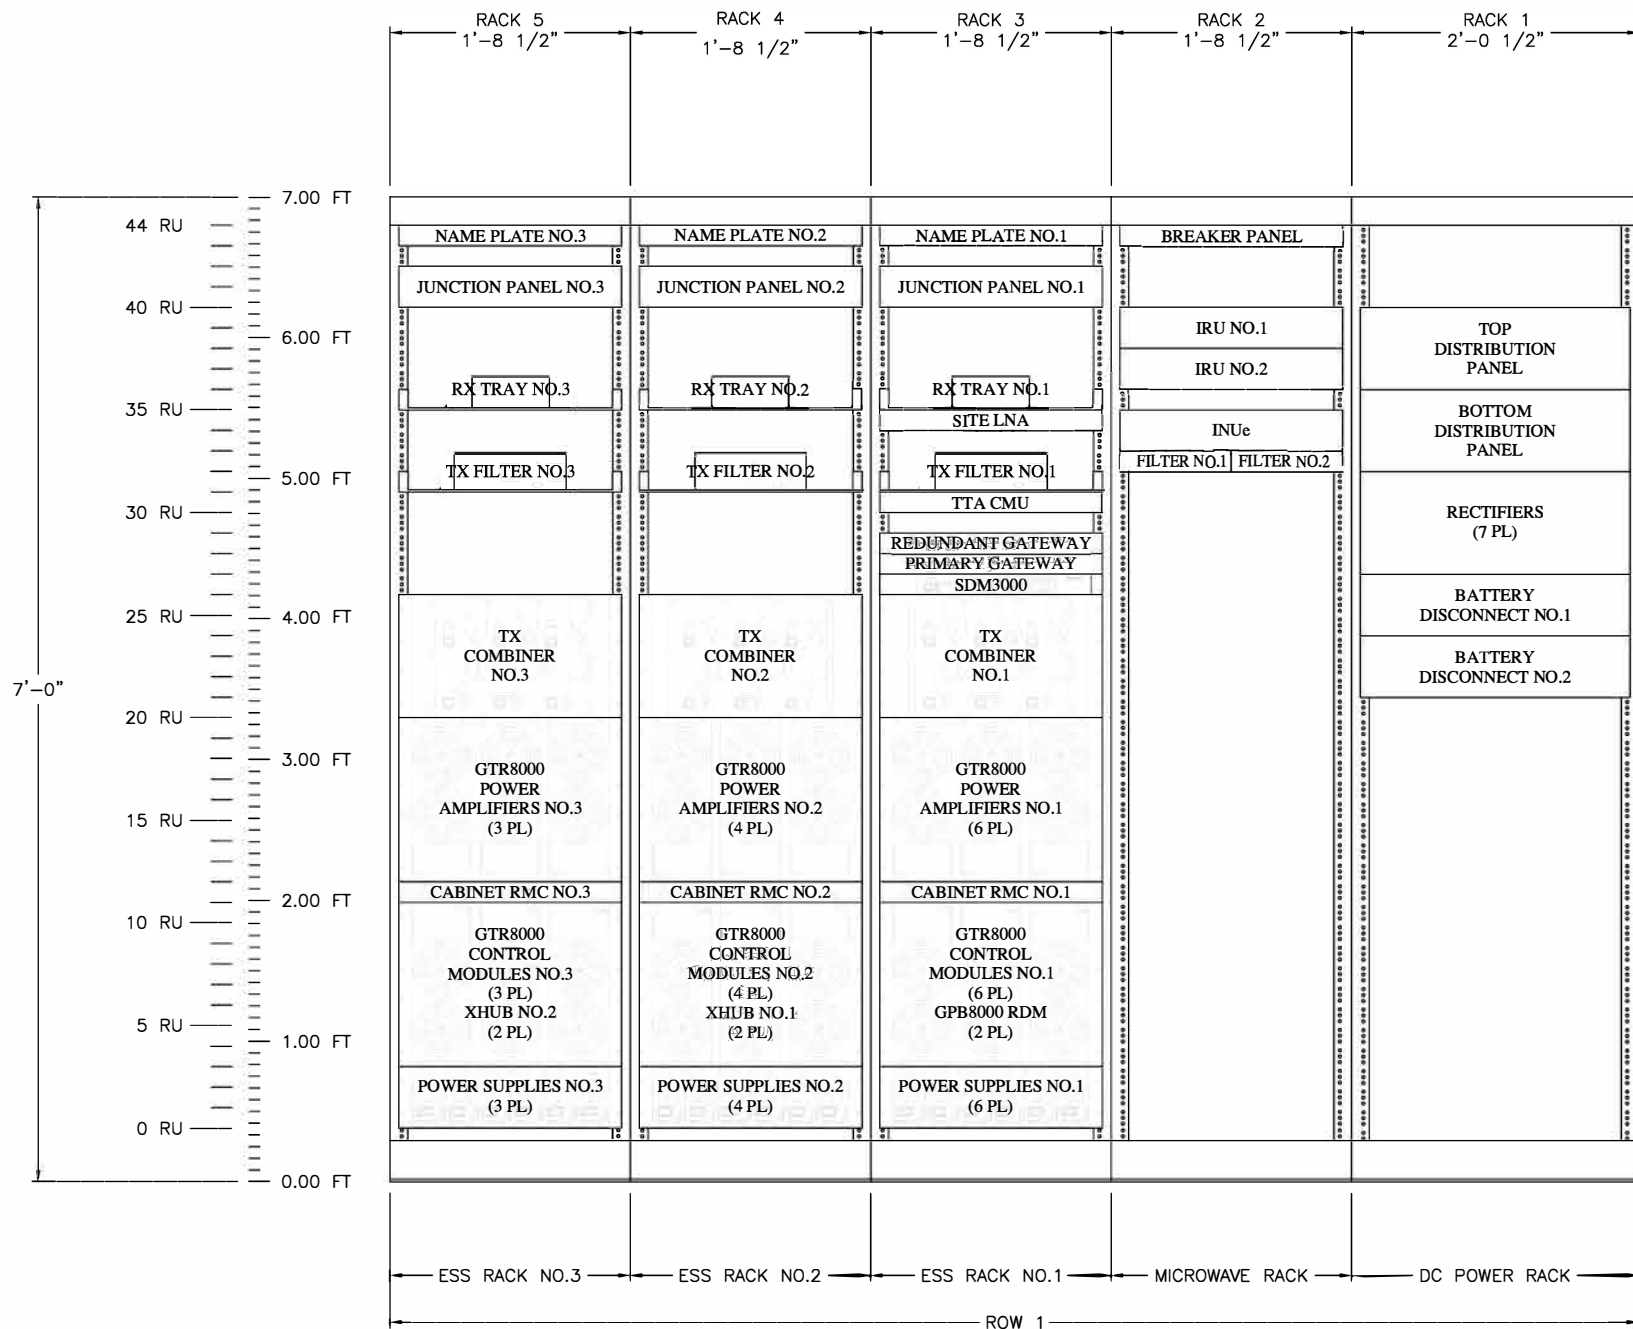 RACK 5
1'-8 1/2"
RACK 4
1'-8 1/2"
RACK 3
1'-8 1/2"
RACK 2
1'-8 1/2"
RACK 1
2'-0 1/2"
7'-0"
44 RU
40 RU
35 RU
30 RU
25 RU
20 RU
15 RU
10 RU
5 RU
0 RU
7.00 FT
6.00 FT
5.00 FT
4.00 FT
3.00 FT
2.00 FT
1.00 FT
0.00 FT
NAME PLATE NO.3
JUNCTION PANEL NO.3
RX TRAY NO.3
TX FILTER NO.3
TX
COMBINER
NO.3
GTR8000
POWER
AMPLIFIERS NO.3
(3 PL)
CABINET RMC NO.3
GTR8000
CONTROL
MODULES NO.3
(3 PL)
XHUB NO.2
(2 PL)
POWER SUPPLIES NO.3
(3 PL)
NAME PLATE NO.2
JUNCTION PANEL NO.2
RX TRAY NO.2
TX FILTER NO.2
TX
COMBINER
NO.2
GTR8000
POWER
AMPLIFIERS NO.2
(4 PL)
CABINET RMC NO.2
GTR8000
CONTROL
MODULES NO.2
(4 PL)
XHUB NO.1
(2 PL)
POWER SUPPLIES NO.2
(4 PL)
NAME PLATE NO.1
JUNCTION PANEL NO.1
RX TRAY NO.1
SITE LNA
TX FILTER NO.1
TTA CMU
REDUNDANT GATEWAY
PRIMARY GATEWAY
SDM3000
TX
COMBINER
NO.1
GTR8000
POWER
AMPLIFIERS NO.1
(6 PL)
CABINET RMC NO.1
GTR8000
CONTROL
MODULES NO.1
(6 PL)
GPB8000 RDM
(2 PL)
POWER SUPPLIES NO.1
(6 PL)
BREAKER PANEL
IRU NO.1
IRU NO.2
INUe
FILTER NO.1 FILTER NO.2
TOP
DISTRIBUTION
PANEL
BOTTOM
DISTRIBUTION
PANEL
RECTIFIERS
(7 PL)
BATTERY
DISCONNECT NO.1
BATTERY
DISCONNECT NO.2
ESS RACK NO.3
ESS RACK NO.2
ESS RACK NO.1
MICROWAVE RACK
DC POWER RACK
ROW 1